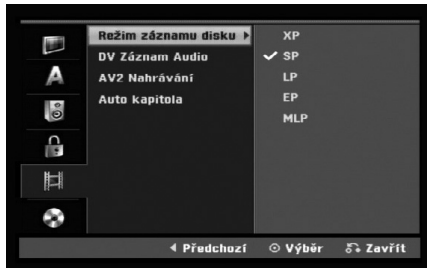 Režim záznamu disku
DV Záznam Audio
AV2 Nahrávání
Auto kapitola
XP
SP
LP
EP
MLP
A
Předchozí
Výběr
Zavřít